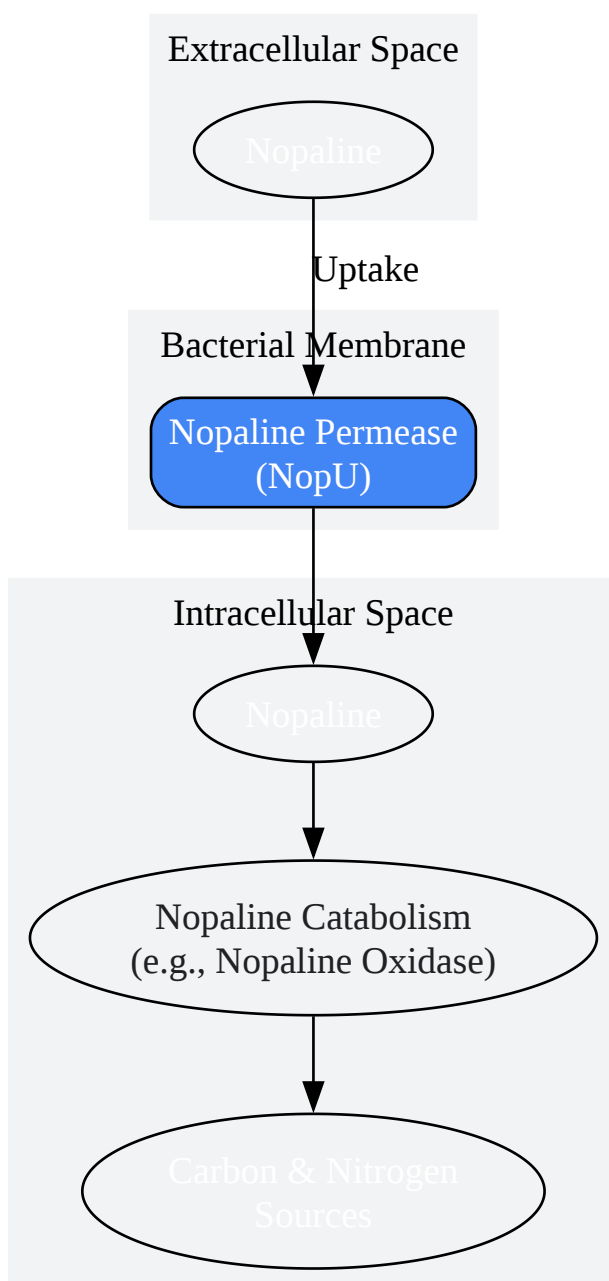 Extracellular Space
Nopaline
Uptake
Bacterial Membrane
Nopaline Permease
(NopU)
Intracellular Space
Nopaline
Nopaline Catabolism
(e.g., Nopaline Oxidase)
Carbon & Nitrogen
Sources